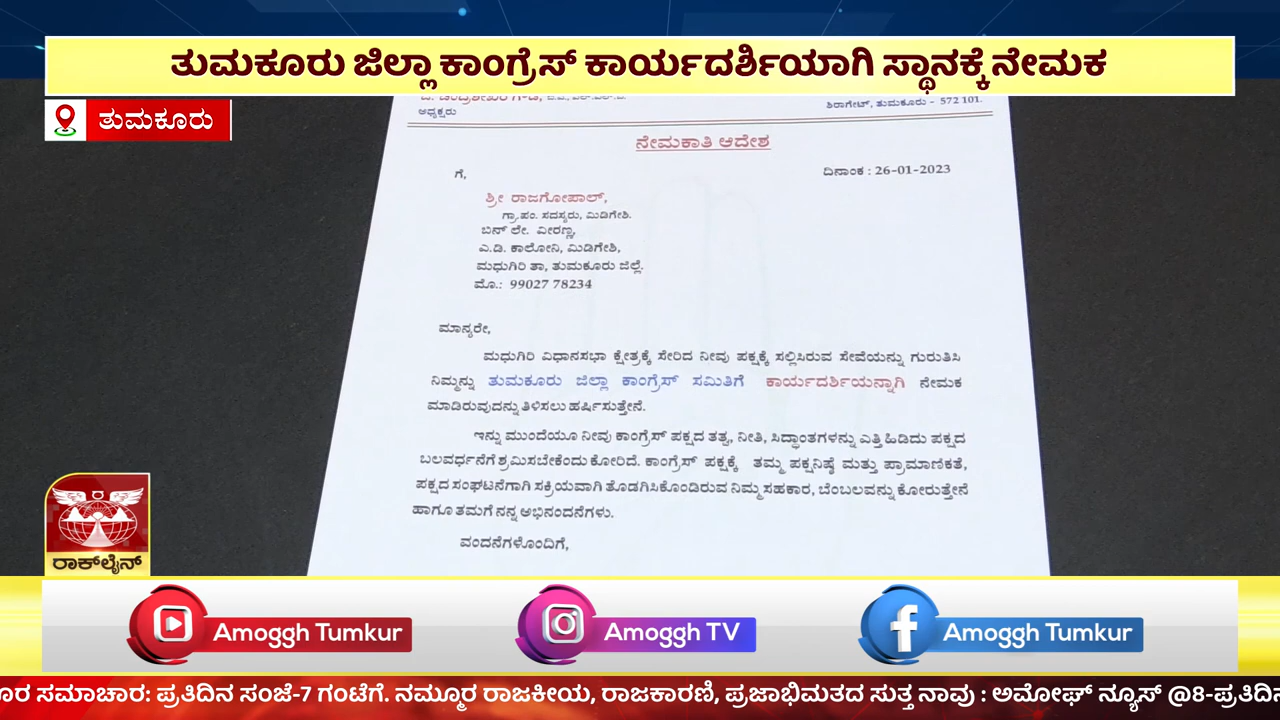 ತುಮಕೂರು ಜಿಲ್ಲಾ ಕಾಂಗ್ರೆಸ್ ಕಾರ್ಯದರ್ಶಿಯಾಗಿ ಸ್ಥಾನಕ್ಕೆ ನೇಮಕ
ತುಮಕೂರು
ಅಧ್ಯಕ್ಷರು
ಶಿರಾಗೇಟ್, ತುಮಕೂರು - 572 101.
ನೇಮಕಾತಿ ಆದೇಶ
ಗೆ,
ದಿನಾಂಕ : 26-01-2023
ಶ್ರೀ ರಾಜಗೋಪಾಲ್,
ಗ್ರಾ.ಪಂ. ಸದಸ್ಯರು, ಮಿಡಿಗೇಶಿ.
ಬಿನ್ ಲೇ. ವೀರಣ್ಣ,
ಎ.ಡಿ. ಕಾಲೋನಿ, ಮಿಡಿಗೇಶಿ,
ಮಧುಗಿರಿ ತಾ, ತುಮಕೂರು ಜಿಲ್ಲೆ.
ಮೊ.: 99027 78234
ಮಾನ್ಯರೇ,
ಮಧುಗಿರಿ ವಿಧಾನಸಭಾ ಕ್ಷೇತ್ರಕ್ಕೆ ಸೇರಿದ ನೀವು ಪಕ್ಷಕ್ಕೆ ಸಲ್ಲಿಸಿರುವ ಸೇವೆಯನ್ನು ಗುರುತಿಸಿ
ನಿಮ್ಮನ್ನು ತುಮಕೂರು ಜಿಲ್ಲಾ ಕಾಂಗ್ರೆಸ್ ಸಮಿತಿಗೆ ಕಾರ್ಯದರ್ಶಿಯನ್ನಾಗಿ ನೇಮಕ
ಮಾಡಿರುವುದನ್ನು ತಿಳಿಸಲು ಹರ್ಷಿಸುತ್ತೇನೆ.
ಇನ್ನು ಮುಂದೆಯೂ ನೀವು ಕಾಂಗ್ರೆಸ್ ಪಕ್ಷದ ತತ್ವ, ನೀತಿ, ಸಿದ್ಧಾಂತಗಳನ್ನು ಎತ್ತಿ ಹಿಡಿದು ಪಕ್ಷದ
ಬಲವರ್ಧನೆಗೆ ಶ್ರಮಿಸಬೇಕೆಂದು ಕೋರಿದೆ. ಕಾಂಗ್ರೆಸ್ ಪಕ್ಷಕ್ಕೆ ತಮ್ಮ ಪಕ್ಷನಿಷ್ಠೆ ಮತ್ತು ಪ್ರಾಮಾಣಿಕತೆ,
ಪಕ್ಷದ ಸಂಘಟನೆಗಾಗಿ ಸಕ್ರಿಯವಾಗಿ ತೊಡಗಿಸಿಕೊಂಡಿರುವ ನಿಮ್ಮ ಸಹಕಾರ, ಬೆಂಬಲವನ್ನು ಕೋರುತ್ತೇನೆ
ಹಾಗೂ ತಮಗೆ ನನ್ನ ಅಭಿನಂದನೆಗಳು.
ವಂದನೆಗಳೊಂದಿಗೆ,
ರಾಕ್‌ಲೈನ್
Amoggh Tumkur
Amoggh TV
Amoggh Tumkur
ಸಮಾಚಾರ: ಪ್ರತಿದಿನ ಸಂಜೆ-7 ಗಂಟೆಗೆ. ನಮ್ಮೂರ ರಾಜಕೀಯ, ರಾಜಕಾರಣಿ, ಪ್ರಜಾಭಿಮತದ ಸುತ್ತ ನಾವು : ಅಮೋಘ್ ನ್ಯೂಸ್ @8-ಪ್ರತಿದಿನ